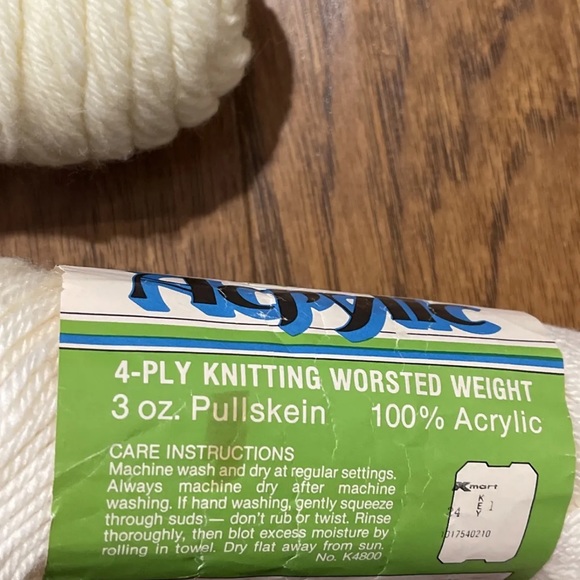 Acrylic
4-PLY KNITTING WORSTED WEIGHT
3 oz. Pullskein 100% Acrylic
CARE INSTRUCTIONS
Machine wash and dry at regular settings.
Always machine dry after machine
washing. If hand washing, gently squeeze
through suds — don't rub or twist. Rinse
thoroughly, then blot excess moisture by
rolling in towel. Dry flat away from sun.
No. K4800
Kmart
K
24 E 1
Y
017540210